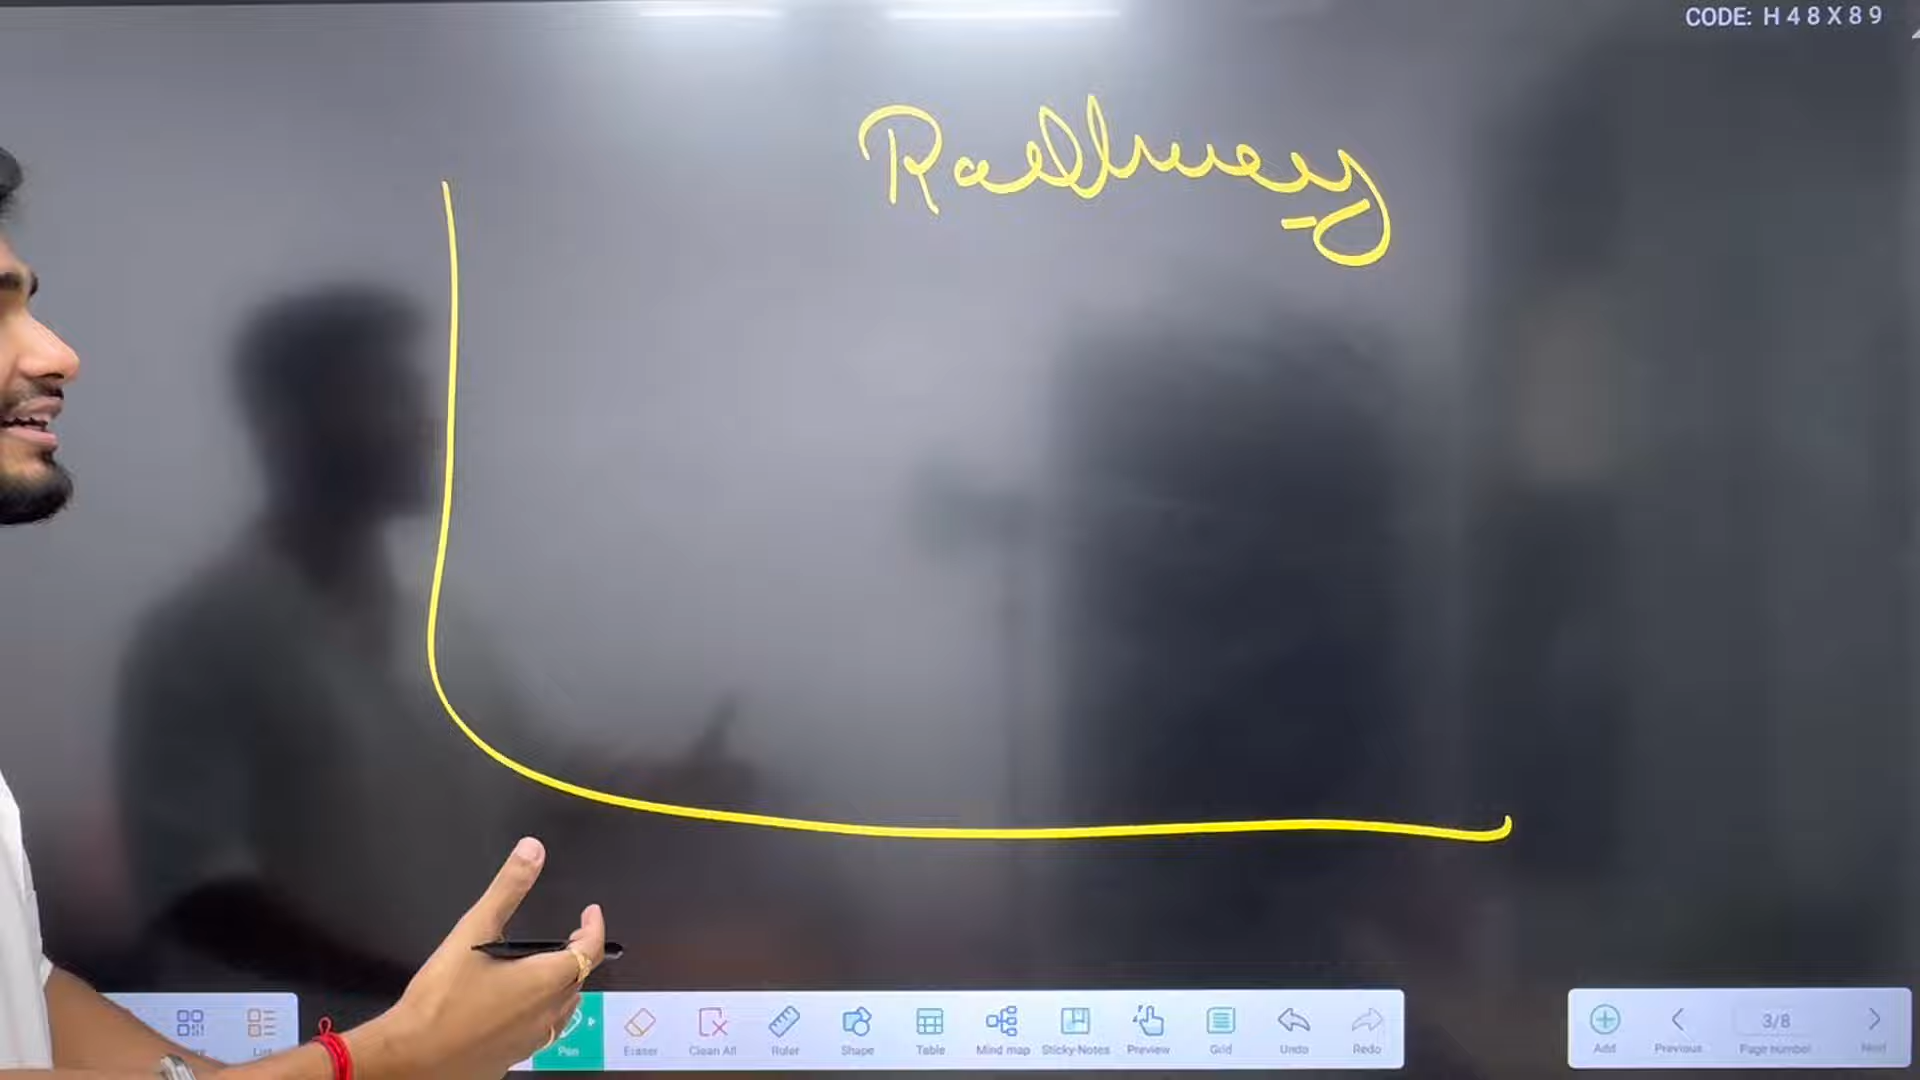 CODE: H48X89
Railway
Pen
Eraser
Clean All
Ruler
Shape
Table
Mind map
Sticky-Notes
Preview
Grid
Undo
Redo
Add
Previous
3/8
Page number
Next